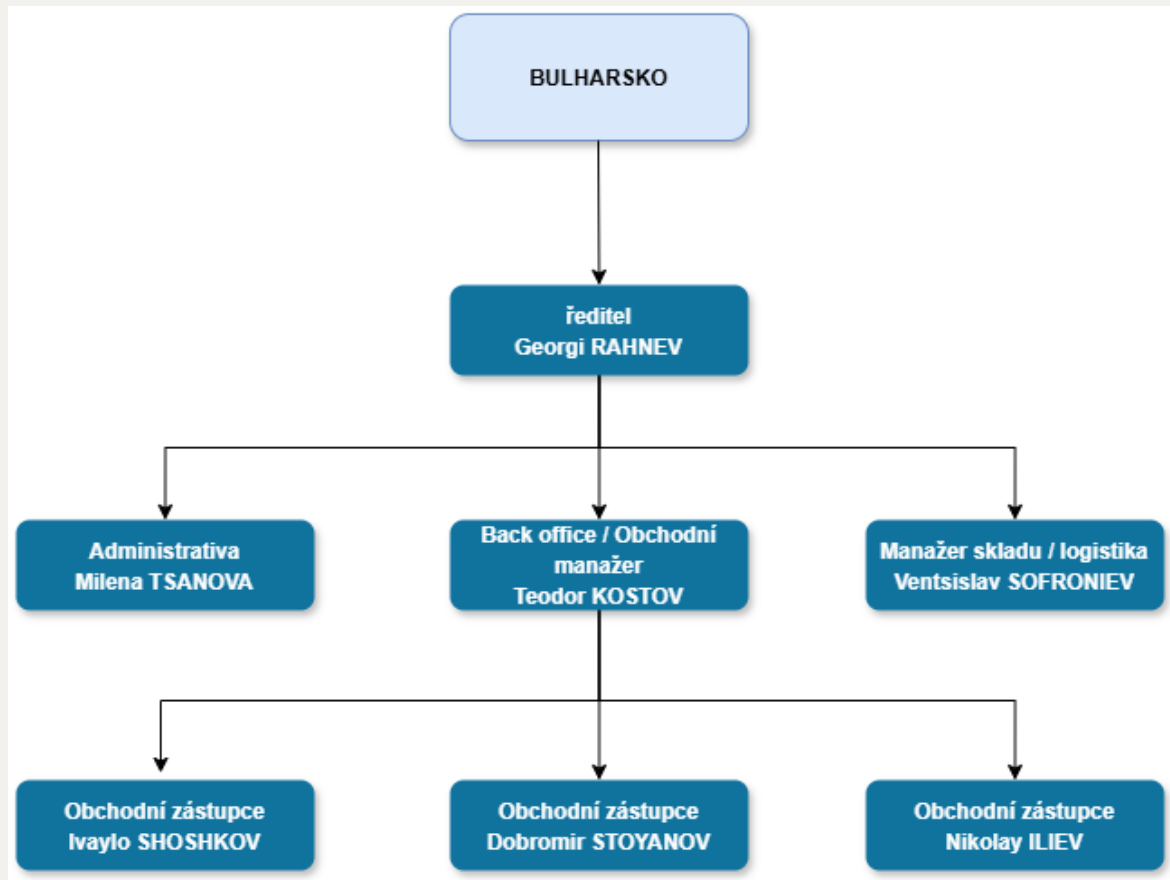 BULHARSKO
ředitel
Georgi RAHNEV
Administrativa
Milena TSANOVA
Back office / Obchodní
manažer
Teodor KOSTOV
Manažer skladu / logistika
Ventsislav SOFRONIEV
Obchodní zástupce
Ivaylo SHOSHKOV
Obchodní zástupce
Dobromir STOYANOV
Obchodní zástupce
Nikolay ILIEV